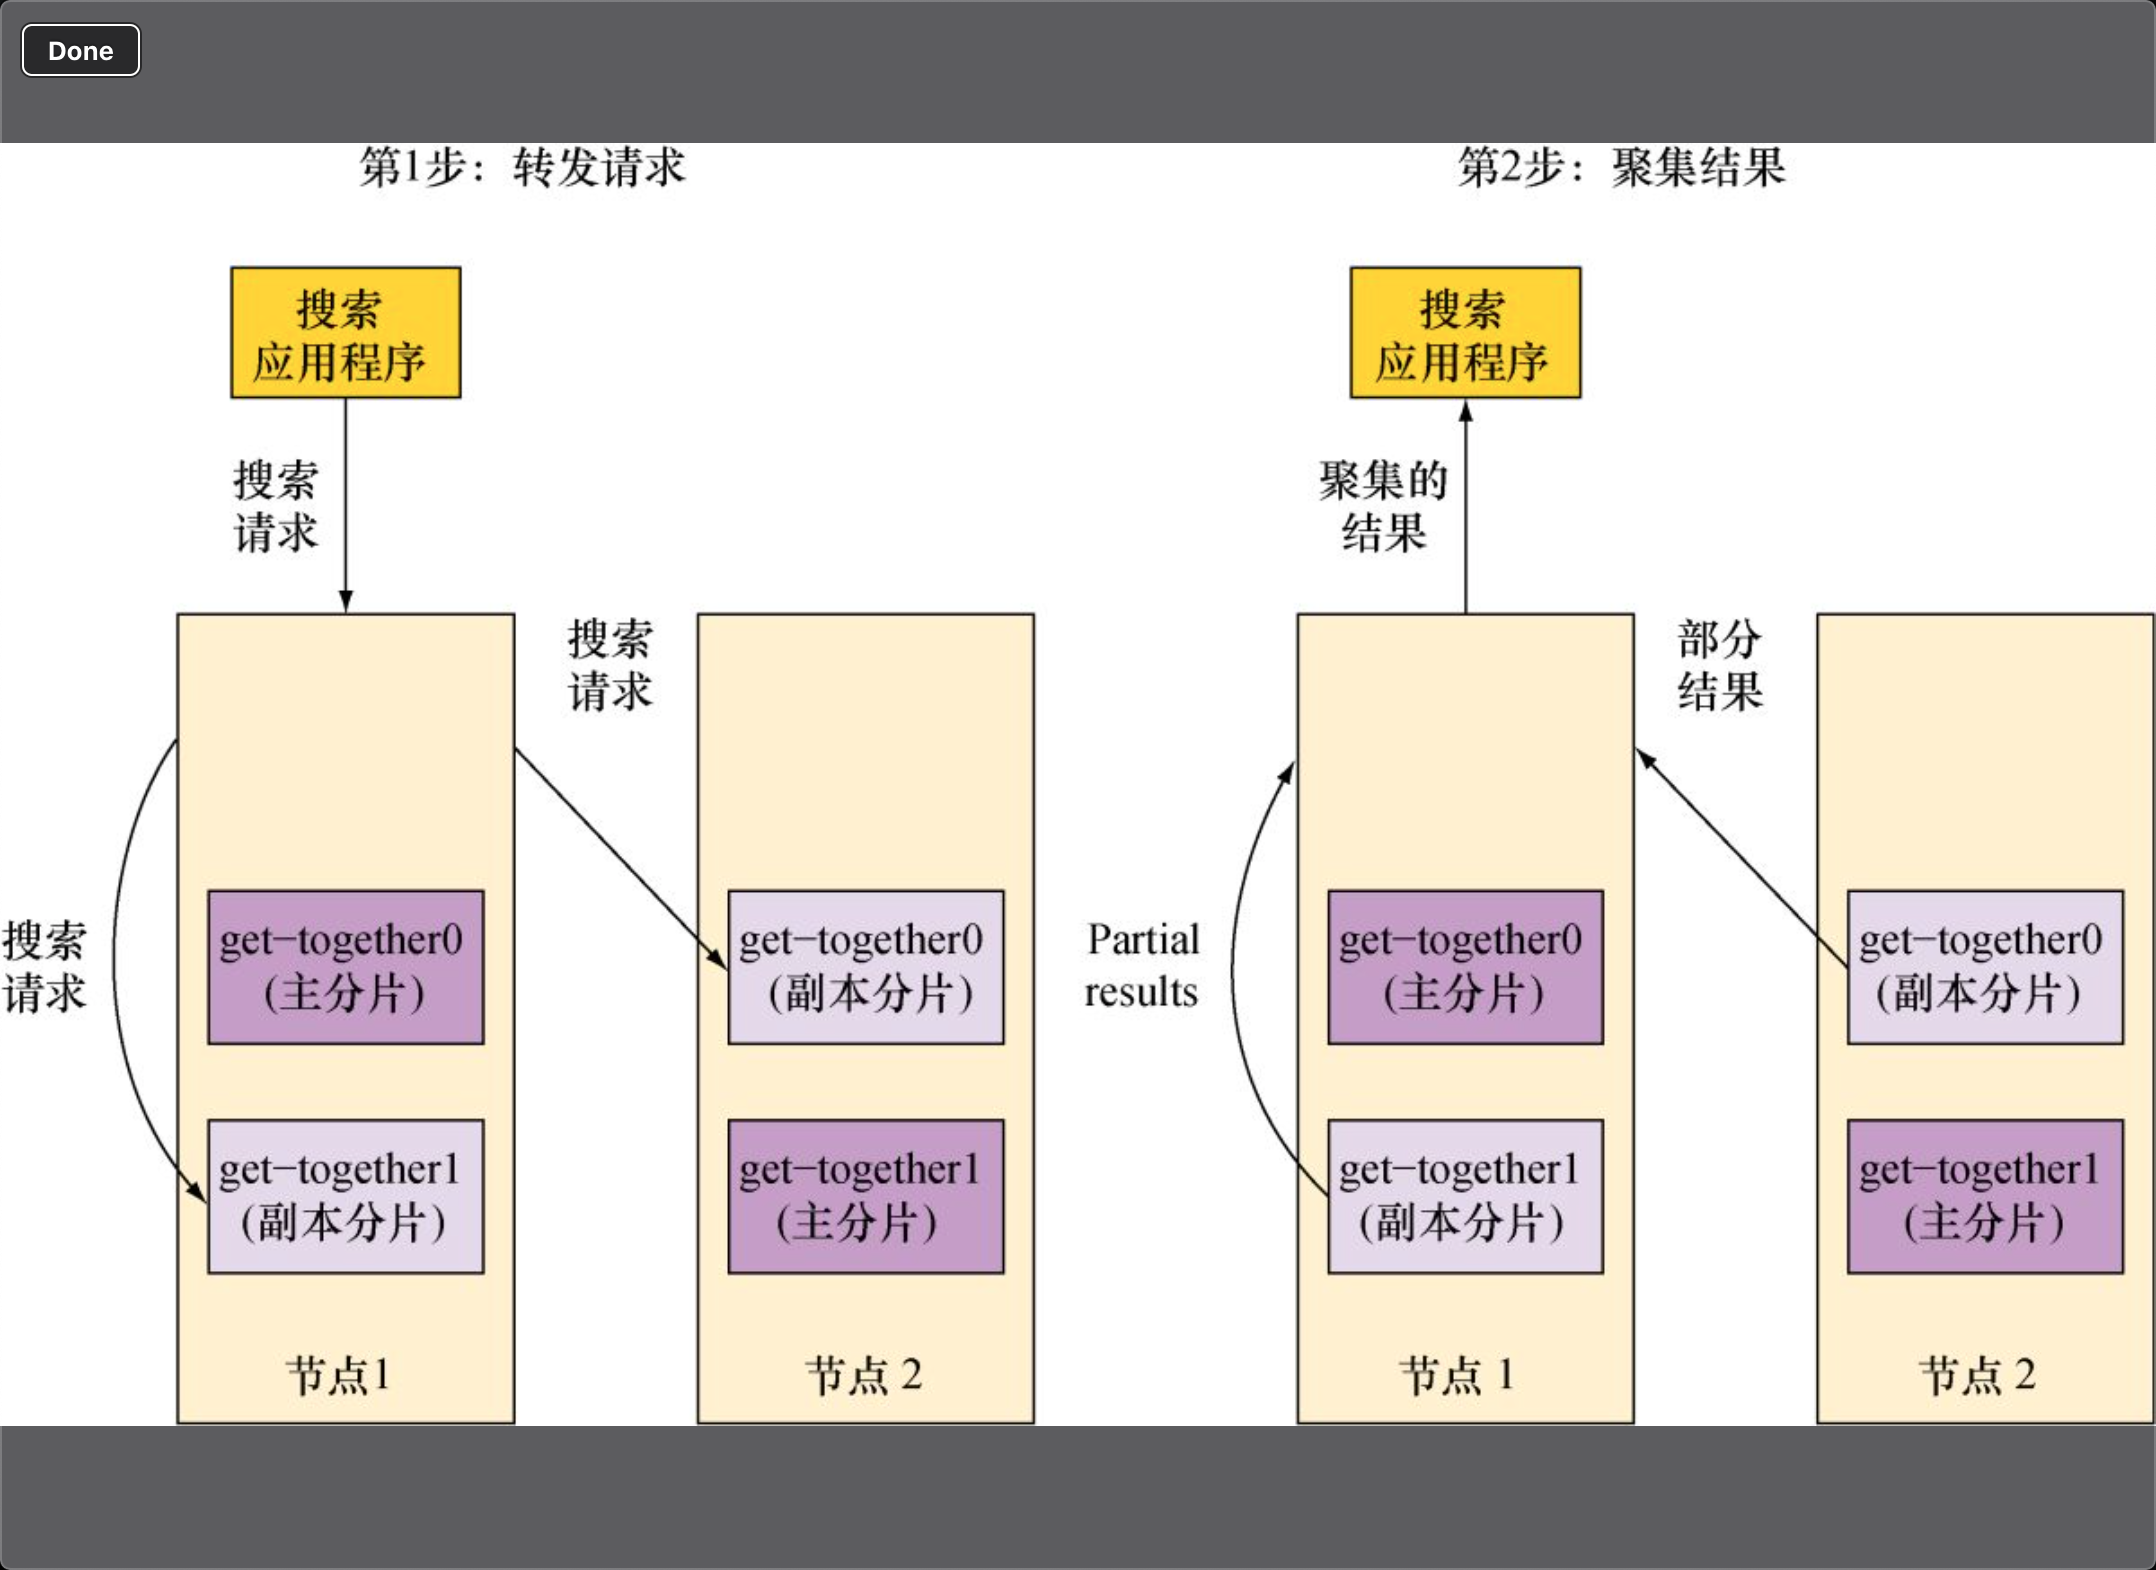 Done
第1步：转发请求
搜索
应用程序
搜索
请求
搜索
请求
搜索
请求
get-together0
(主分片)
get-together1
(副本分片)
节点1
get-together0
(副本分片)
get-together1
(主分片)
节点 2
第2步：聚集结果
搜索
应用程序
聚集的
结果
部分
结果
Partial
results
get-together0
(主分片)
get-together1
(副本分片)
节点 1
get-together0
(副本分片)
get-together1
(主分片)
节点 2